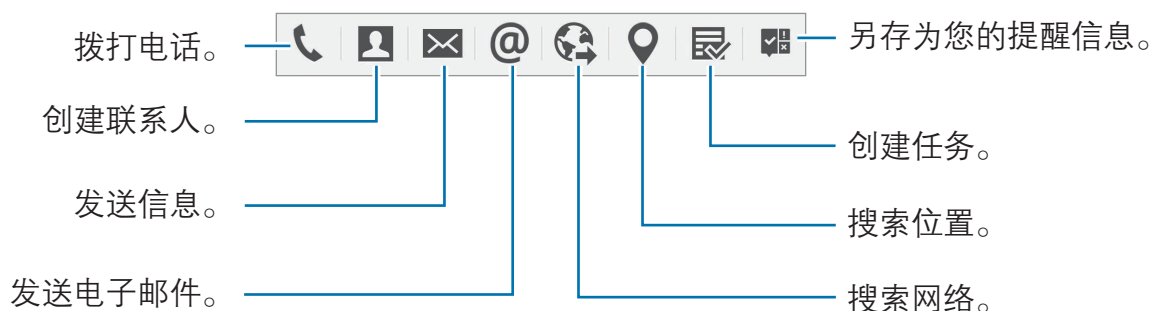 拨打电话。
创建联系人。
发送信息。
发送电子邮件。
另存为您的提醒信息。
创建任务。
搜索位置。
搜索网络。